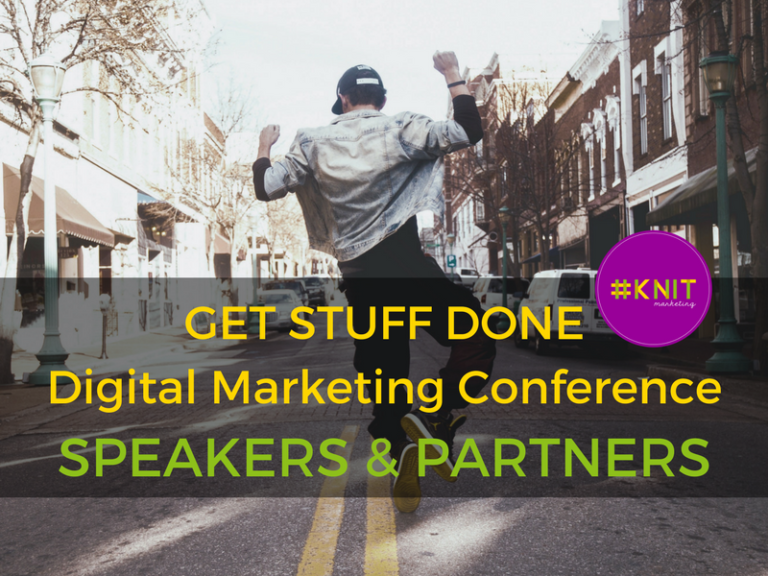 #KNIT
marketing
GET STUFF DONE
Digital Marketing Conference
SPEAKERS & PARTNERS